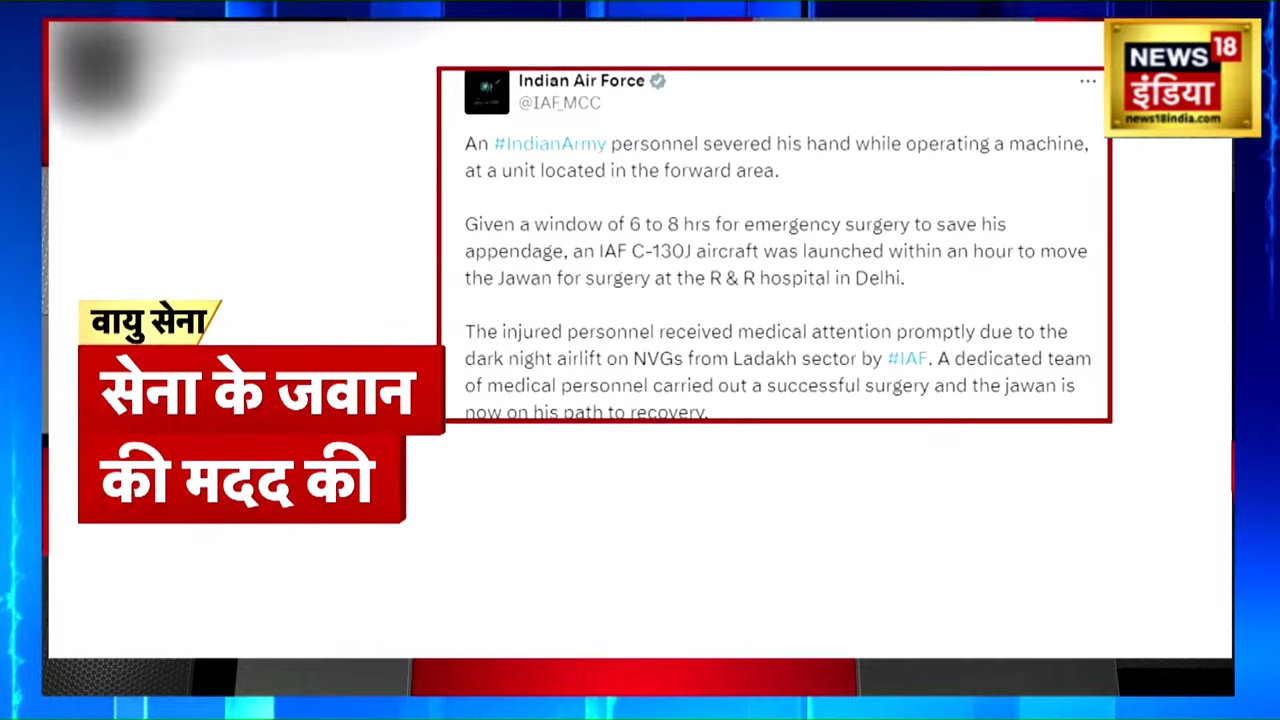 NEWS 18
इंडिया
news18india.com
Indian Air Force
@IAF_MCC
An #IndianArmy personnel severed his hand while operating a machine,
at a unit located in the forward area.
Given a window of 6 to 8 hrs for emergency surgery to save his
appendage, an IAF C-130J aircraft was launched within an hour to move
the Jawan for surgery at the R & R hospital in Delhi.
The injured personnel received medical attention promptly due to the
dark night airlift on NVGs from Ladakh sector by #IAF. A dedicated team
of medical personnel carried out a successful surgery and the jawan is
now on his path to recovery.
वायु सेना
सेना के जवान
की मदद की